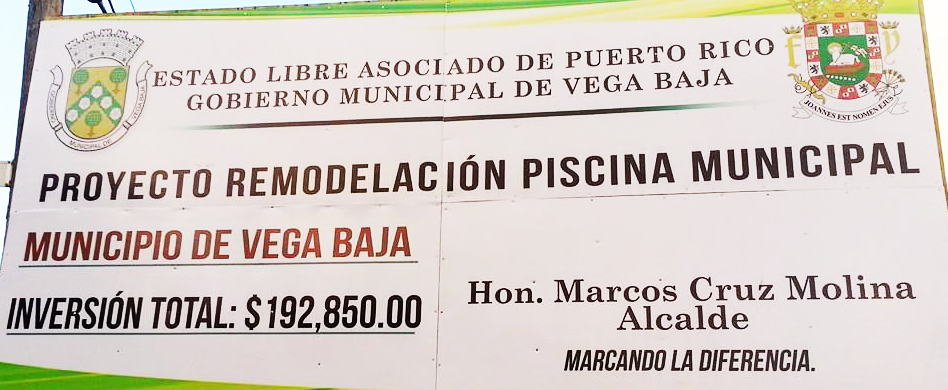 ESTADO LIBRE ASOCIADO DE PUERTO RICO
GOBIERNO MUNICIPAL DE VEGA BAJA
JOANNES EST NOMEN EJUS
PROYECTO REMODELACIÓN PISCINA MUNICIPAL
MUNICIPIO DE VEGA BAJA
INVERSIÓN TOTAL: $192,850.00
Hon. Marcos Cruz Molina
Alcalde
MARCANDO LA DIFERENCIA.